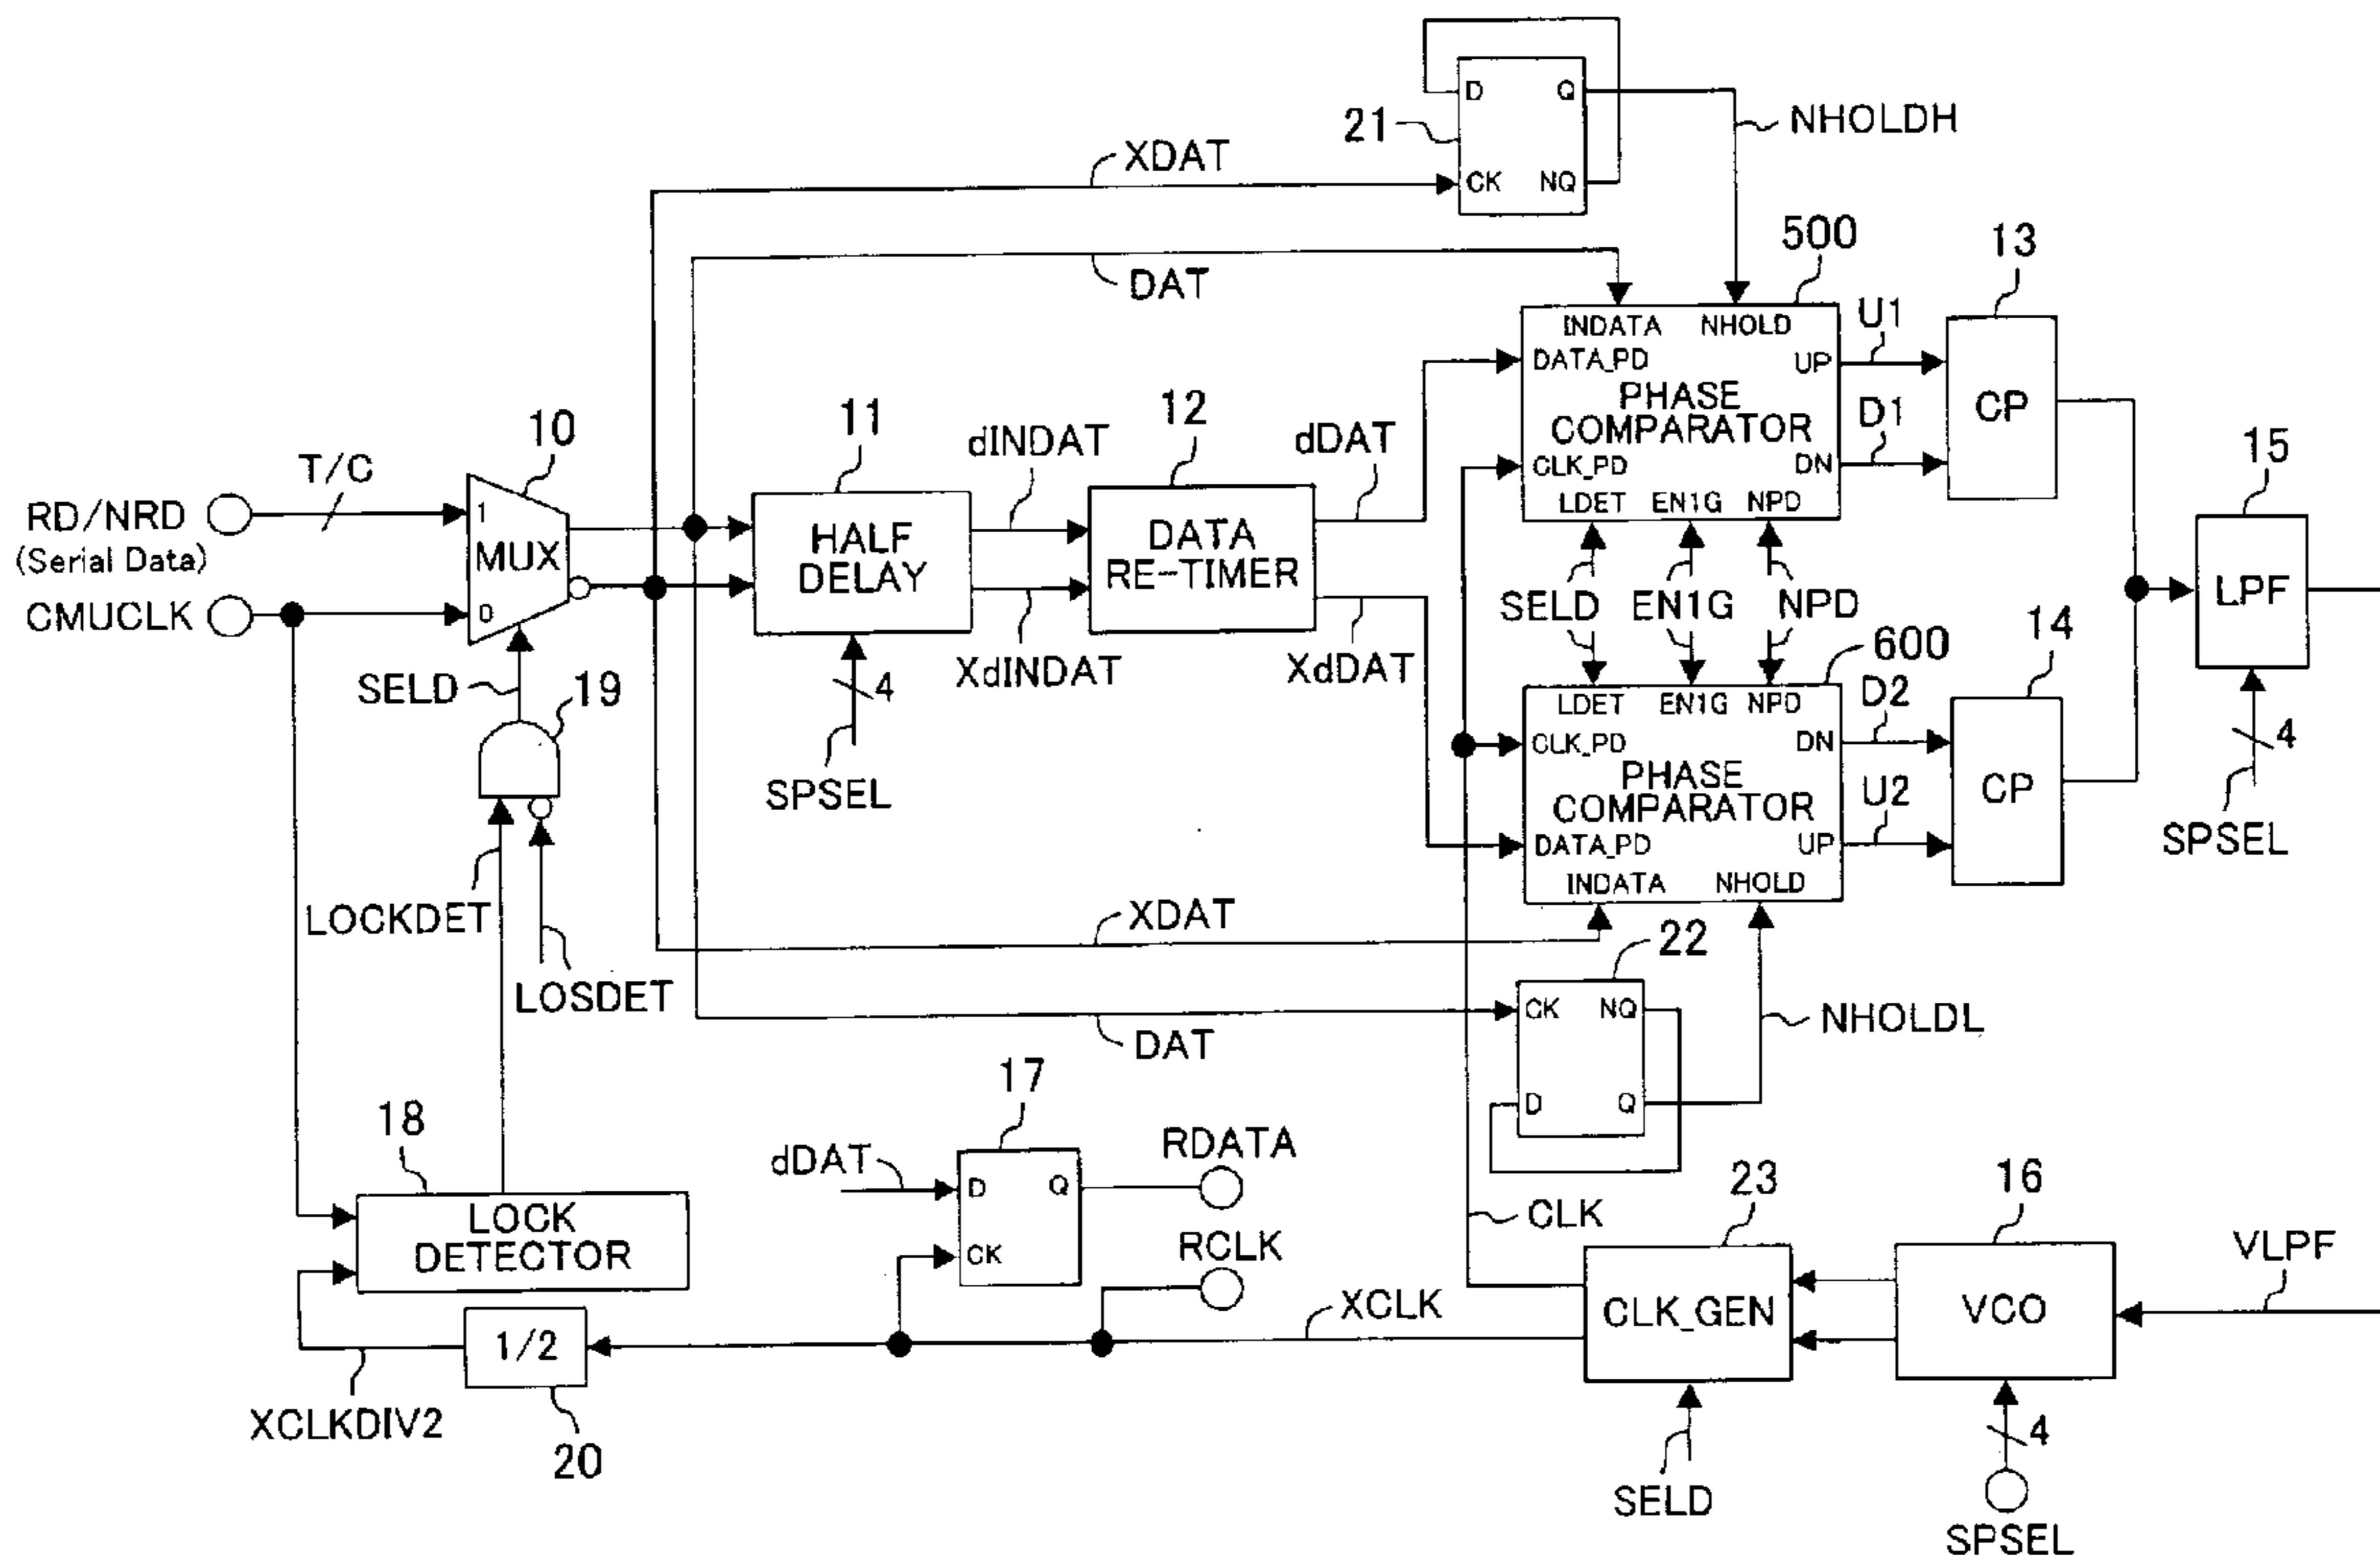 D
Q
21
NHOLDH
XDAT
CK
NQ
500
13
DAT
INDATA
NHOLD
U1
DATA_PD
UP
PHASE
COMPARATOR
CP
D1
CLK_PD
DN
LDET
EN1G
NPD
10
11
dINDAT
12
dDAT
15
T/C
RD/NRD
(Serial Data)
1
MUX
0
HALF
DELAY
DATA
RE-TIMER
LPF
CMUCLK
SELD
EN1G
NPD
14
600
XdINDAT
XdDAT
SELD
19
4
SPSEL
LDET
EN1G
NPD
D2
CLK_PD
DN
PHASE
COMPARATOR
CP
U2
DATA_PD
UP
INDATA
NHOLD
4
SPSEL
LOCKDET
XDAT
22
LOSDET
CK
NQ
NHOLDL
DAT
D
Q
17
18
dDAT
D
Q
RDATA
23
16
LOCK
DETECTOR
CK
RCLK
CLK
VLPF
CLK_GEN
VCO
XCLK
1/2
XCLKDIV2
20
SELD
4
SPSEL